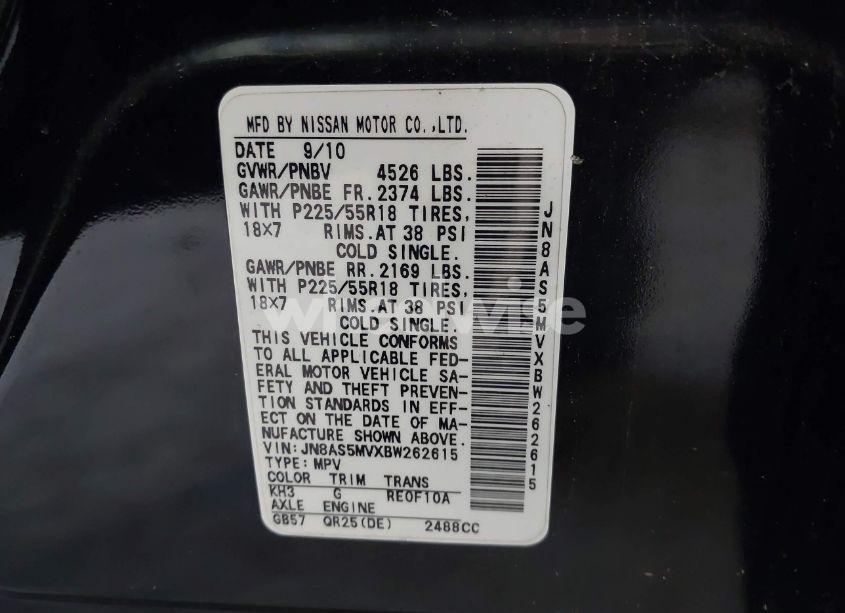 MFD BY NISSAN MOTOR CO.,LTD.
DATE 9/10
GVWR/PNBV 4526 LBS.
GAWR/PNBE FR. 2374 LBS.
WITH P225/55R18 TIRES,
18X7 RIMS.AT 38 PSI
COLD SINGLE.
GAWR/PNBE RR. 2169 LBS.
WITH P225/55R18 TIRES,
18X7 RIMS.AT 38 PSI
COLD SINGLE.
THIS VEHICLE CONFORMS
TO ALL APPLICABLE FED-
ERAL MOTOR VEHICLE SA-
FETY AND THEFT PREVEN-
TION STANDARDS IN EFF-
ECT ON THE DATE OF MA-
NUFACTURE SHOWN ABOVE.
VIN: JN8AS5MVXBW262615
TYPE: MPV
COLOR TRIM TRANS
KH3 G RE0F10A
AXLE ENGINE
GB57 QR25(DE) 2488CC
JN8AS5MVXBW262615